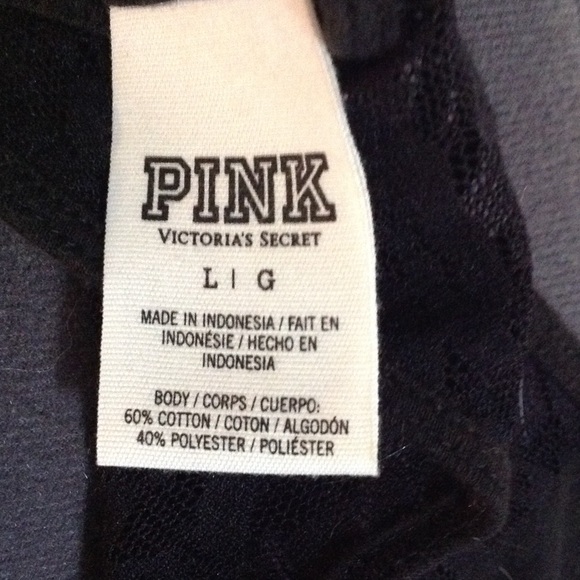 PINK
VICTORIA'S SECRET
L | G
MADE IN INDONESIA / FAIT EN
INDONÉSIE / HECHO EN
INDONESIA
BODY / CORPS / CUERPO:
60% COTTON / COTON / ALGODÓN
40% POLYESTER / POLIÉSTER